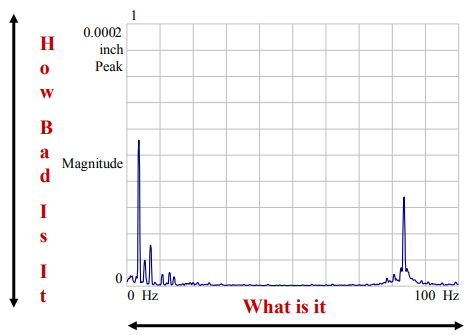 1
0.0002
inch
Peak
How Bad Is It
Magnitude
0
0 Hz
100 Hz
What is it